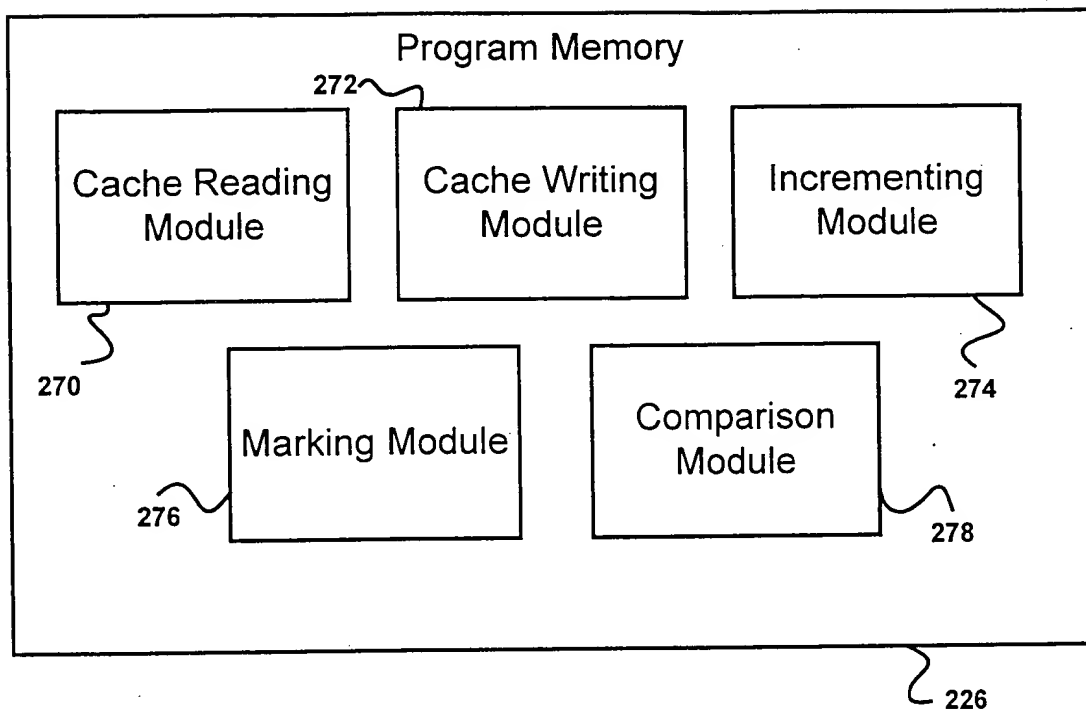 Program Memory
272
Cache Reading
Module
Cache Writing
Module
Incrementing
Module
270
274
Marking Module
Comparison
Module
276
278
226